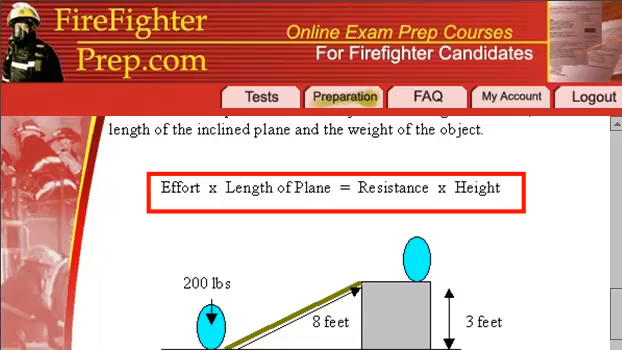 FireFighter
Prep.com
Online Exam Prep Courses
For Firefighter Candidates
Tests
Preparation
FAQ
My Account
Logout
length of the inclined plane and the weight of the object.
Effort x Length of Plane = Resistance x Height
200 lbs
8 feet
3 feet